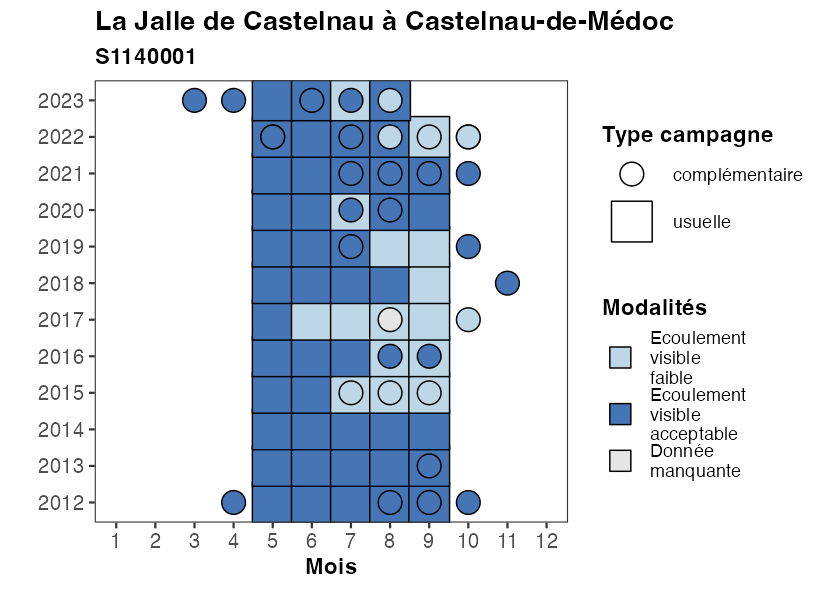 La Jalle de Castelnau à Castelnau-de-Médoc
S1140001
2023
2022
2021
2020
2019
2018
2017
2016
2015
2014
2013
2012
1 2 3 4 5 6 7 8 9 10 11 12
Mois
Type campagne
complémentaire
usuelle
Modalités
Ecoulement
visible
faible
Ecoulement
visible
acceptable
Donnée
manquante